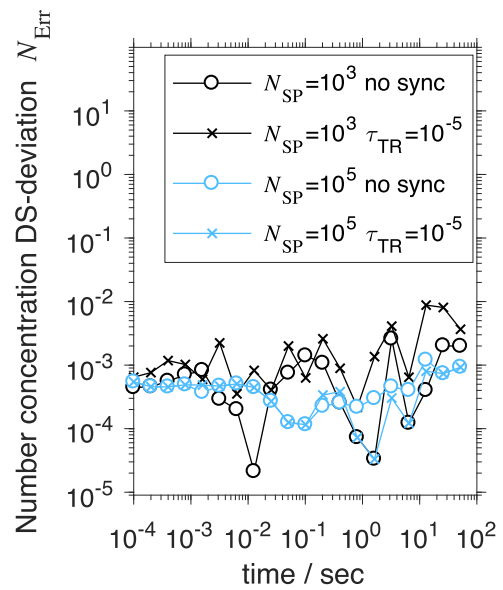 Number concentration DS-deviation N_Err
10^1
10^0
10^-1
10^-2
10^-3
10^-4
10^-5
N_SP=10^3 no sync
N_SP=10^3 τ_TR=10^-5
N_SP=10^5 no sync
N_SP=10^5 τ_TR=10^-5
10^-4 10^-3 10^-2 10^-1 10^0 10^1 10^2
time / sec